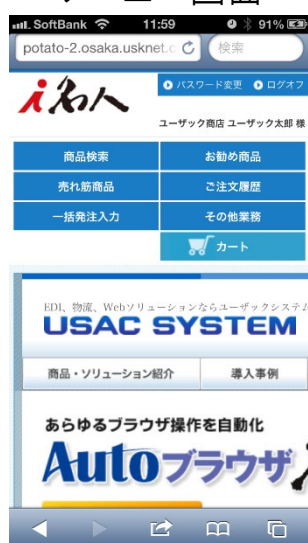 SoftBank 11:59 91%
potato-2.osaka.usknet.c 検索
i名人
パスワード変更 ログオフ
ユーザック商店 ユーザック太郎 様
商品検索 お勧め商品
売れ筋商品 ご注文履歴
一括発注入力 その他業務
カート
EDI、物流、Webソリューションならユーザックシステム
USAC SYSTEM
商品・ソリューション紹介 導入事例
あらゆるブラウザ操作を自動化
Autoブラウザ